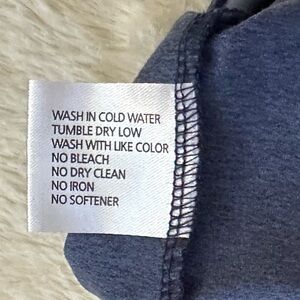 WASH IN COLD WATER
TUMBLE DRY LOW
WASH WITH LIKE COLOR
NO BLEACH
NO DRY CLEAN
NO IRON
NO SOFTENER